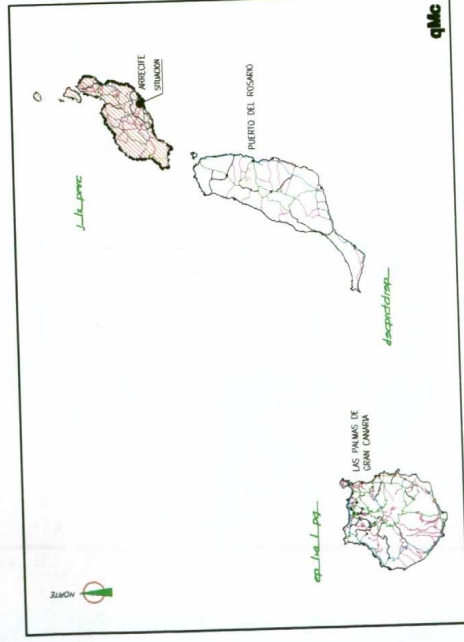 ARRECIFE
SITUACION
PUERTO DEL ROSARIO
LAS PALMAS DE
GRAN CANARIA
NORTE
qMc